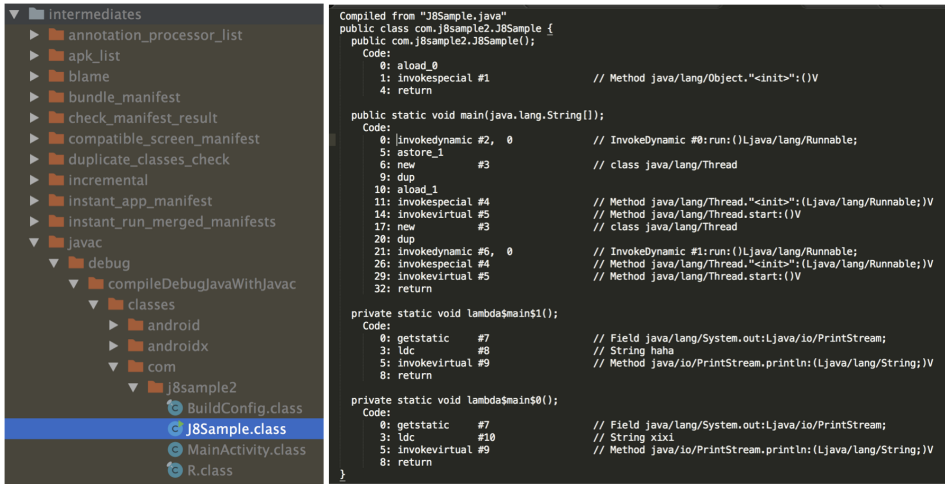 intermediates
annotation_processor_list
apk_list
blame
bundle_manifest
check_manifest_result
compatible_screen_manifest
duplicate_classes_check
incremental
instant_app_manifest
instant_run_merged_manifests
javac
debug
compileDebugJavaWithJavac
classes
android
androidx
com
j8sample2
BuildConfig.class
J8Sample.class
MainActivity.class
R.class
Compiled from "J8Sample.java"
public class com.j8sample2.J8Sample {
public com.j8sample2.J8Sample();
Code:
0: aload_0
1: invokespecial #1 // Method java/lang/Object."<init>":()V
4: return
public static void main(java.lang.String[]);
Code:
0: invokedynamic #2, 0 // InvokeDynamic #0:run:()Ljava/lang/Runnable;
5: astore_1
6: new #3 // class java/lang/Thread
9: dup
10: aload_1
11: invokespecial #4 // Method java/lang/Thread."<init>":(Ljava/lang/Runnable;)V
14: invokevirtual #5 // Method java/lang/Thread.start:()V
17: new #3 // class java/lang/Thread
20: dup
21: invokedynamic #6, 0 // InvokeDynamic #1:run:()Ljava/lang/Runnable;
26: invokespecial #4 // Method java/lang/Thread."<init>":(Ljava/lang/Runnable;)V
29: invokevirtual #5 // Method java/lang/Thread.start:()V
32: return
private static void lambda$main$1();
Code:
0: getstatic #7 // Field java/lang/System.out:Ljava/io/PrintStream;
3: ldc #8 // String haha
5: invokevirtual #9 // Method java/io/PrintStream.println:(Ljava/lang/String;)V
8: return
private static void lambda$main$0();
Code:
0: getstatic #7 // Field java/lang/System.out:Ljava/io/PrintStream;
3: ldc #10 // String xixi
5: invokevirtual #9 // Method java/io/PrintStream.println:(Ljava/lang/String;)V
8: return
}